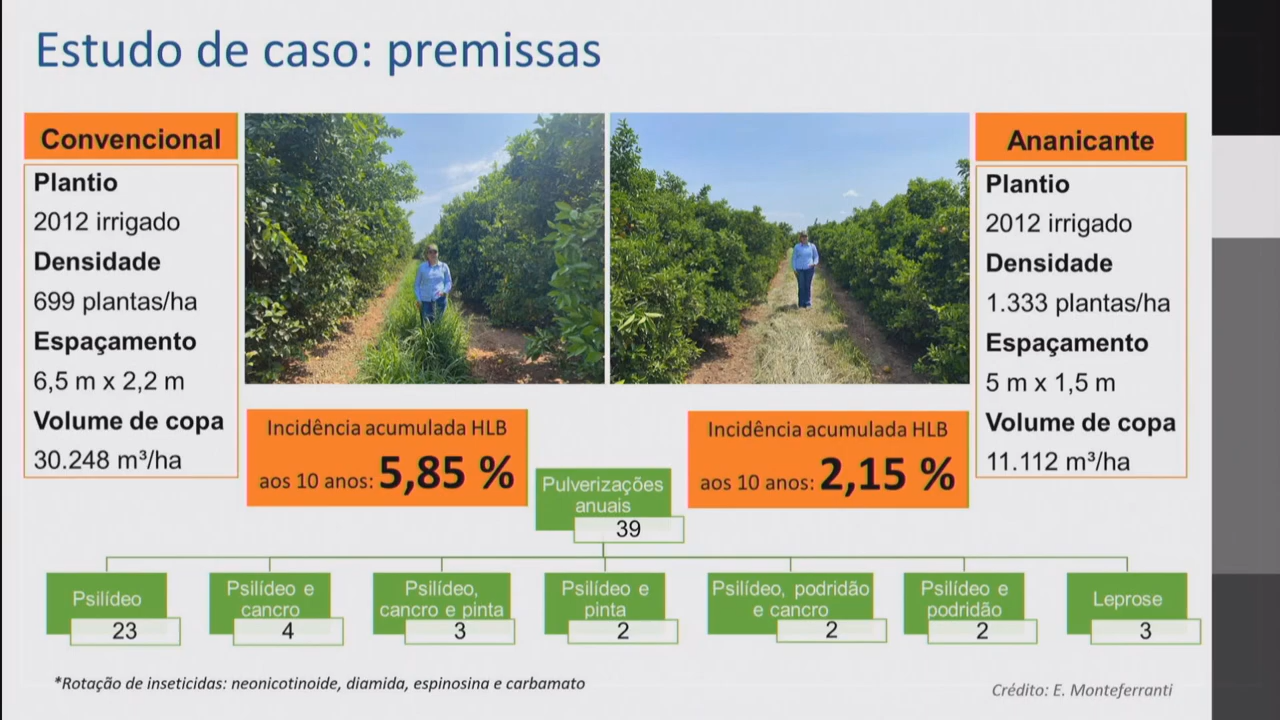 Estudo de caso: premissas
Convencional
Plantio
2012 irrigado
Densidade
699 plantas/ha
Espaçamento
6,5 m x 2,2 m
Volume de copa
30.248 m³/ha
Ananicante
Plantio
2012 irrigado
Densidade
1.333 plantas/ha
Espaçamento
5 m x 1,5 m
Volume de copa
11.112 m³/ha
Incidência acumulada HLB
aos 10 anos: 5,85 %
Incidência acumulada HLB
aos 10 anos: 2,15 %
Pulverizações
anuais
39
Psilídeo
23
Psilídeo e
cancro
4
Psilídeo,
cancro e pinta
3
Psilídeo e
pinta
2
Psilídeo, podridão
e cancro
2
Psilídeo e
podridão
2
Leprose
3
*Rotação de inseticidas: neonicotinoide, diamida, espinosina e carbamato
Crédito: E. Monteferranti